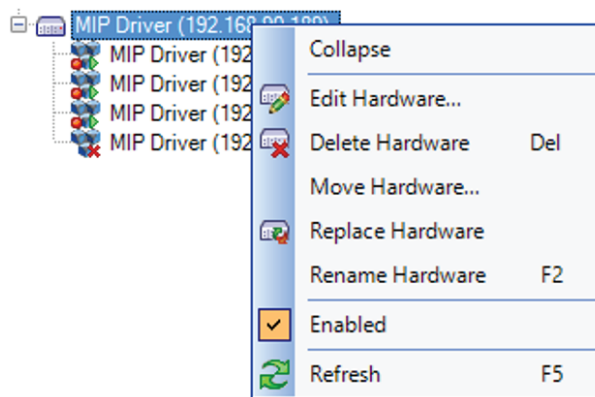 MIP Driver (192.168.90.189)
MIP Driver (192
MIP Driver (192
MIP Driver (192
MIP Driver (192
Collapse
Edit Hardware...
Delete Hardware Del
Move Hardware...
Replace Hardware
Rename Hardware F2
Enabled
Refresh F5